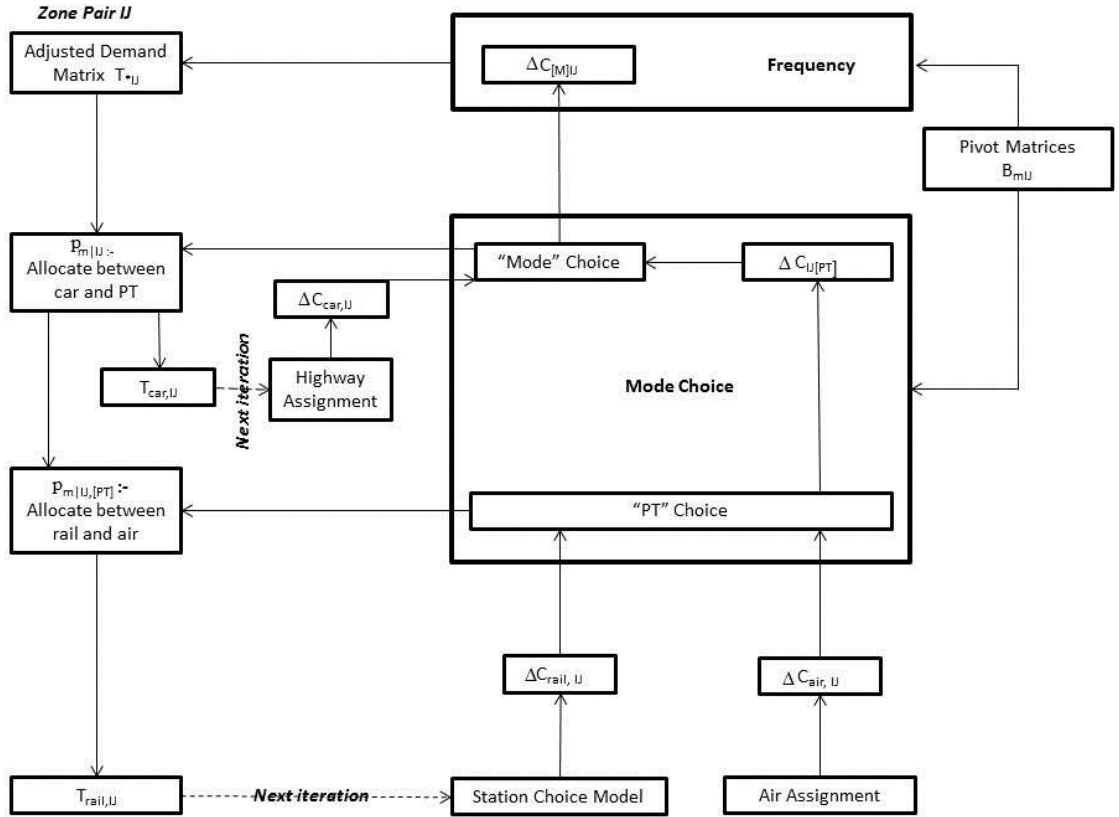 Zone Pair IJ
Adjusted Demand
Matrix T*IJ
ΔC[M]IJ
Frequency
Pivot Matrices
BmIJ
pm|IJ :-
Allocate between
car and PT
"Mode" Choice
ΔCIJ[PT]
ΔCcar,IJ
Tcar,IJ
Next iteration
Highway
Assignment
Mode Choice
pm|IJ,[PT] :-
Allocate between
rail and air
"PT" Choice
ΔCrail, IJ
ΔCair, IJ
Trail,IJ
Next iteration
Station Choice Model
Air Assignment